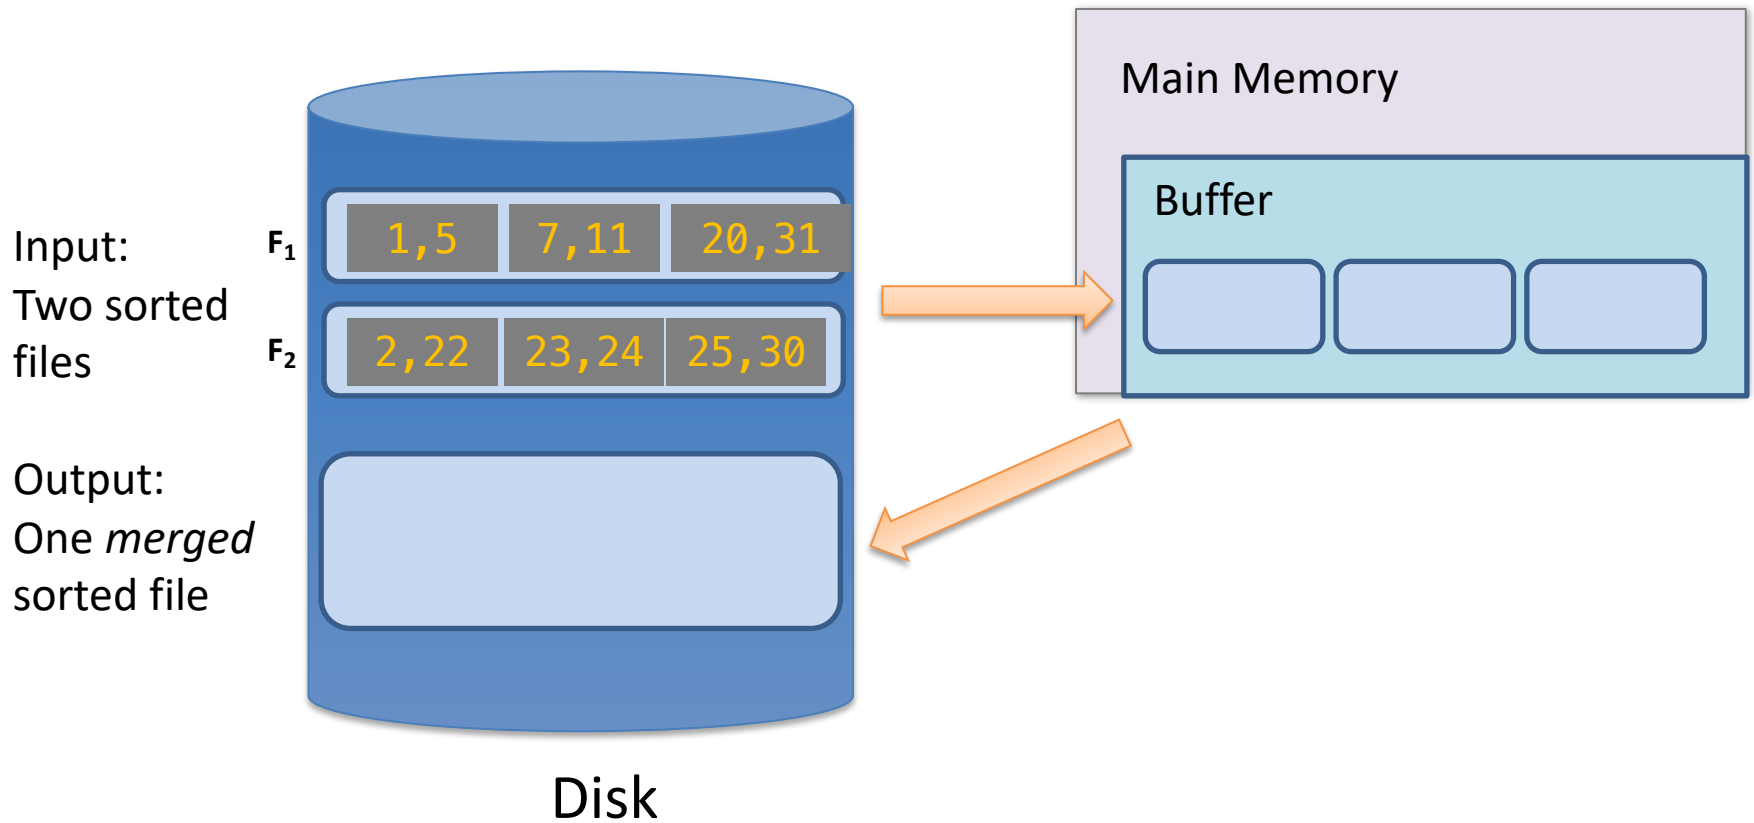 Main Memory
Buffer
Input:
Two sorted
files
F₁
1,5 7,11 20,31
F₂
2,22 23,24 25,30
Output:
One merged
sorted file
Disk